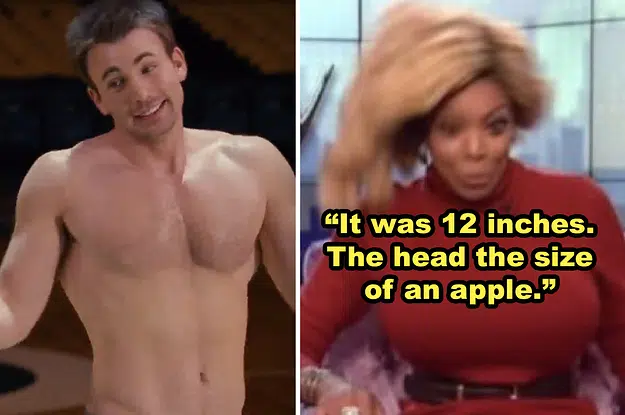 “It was 12 inches.
The head the size
of an apple.”